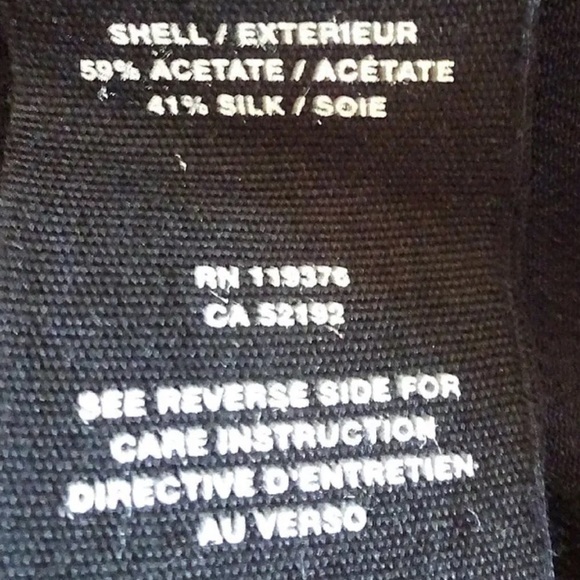 SHELL / EXTERIEUR
59% ACETATE / ACÉTATE
41% SILK / SOIE
RN 119376
CA 52192
SEE REVERSE SIDE FOR
CARE INSTRUCTION
DIRECTIVE D'ENTRETIEN
AU VERSO